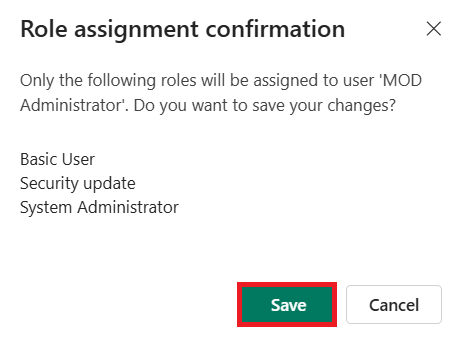 Role assignment confirmation
Only the following roles will be assigned to user 'MOD
Administrator'. Do you want to save your changes?
Basic User
Security update
System Administrator
Save
Cancel